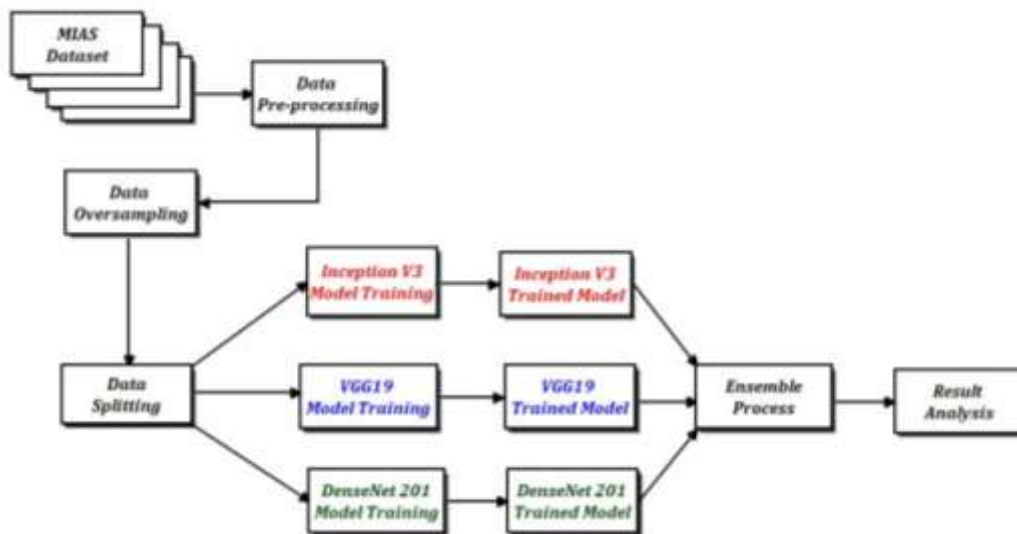 MIAS
Dataset
Data
Pre-processing
Data
Oversampling
Inception V3
Model Training
Inception V3
Trained Model
Data
Splitting
VGG19
Model Training
VGG19
Trained Model
Ensemble
Process
Result
Analysis
DenseNet 201
Model Training
DenseNet 201
Trained Model